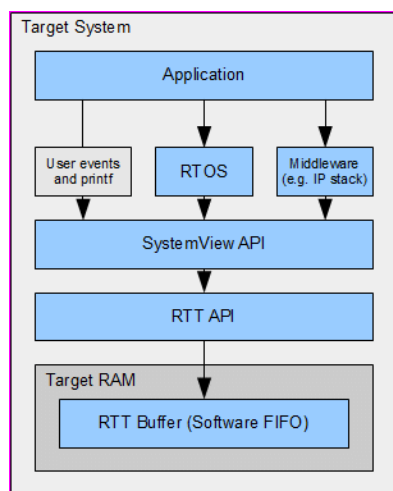 Target System
Application
User events
and printf
RTOS
Middleware
(e.g. IP stack)
SystemView API
RTT API
Target RAM
RTT Buffer (Software FIFO)